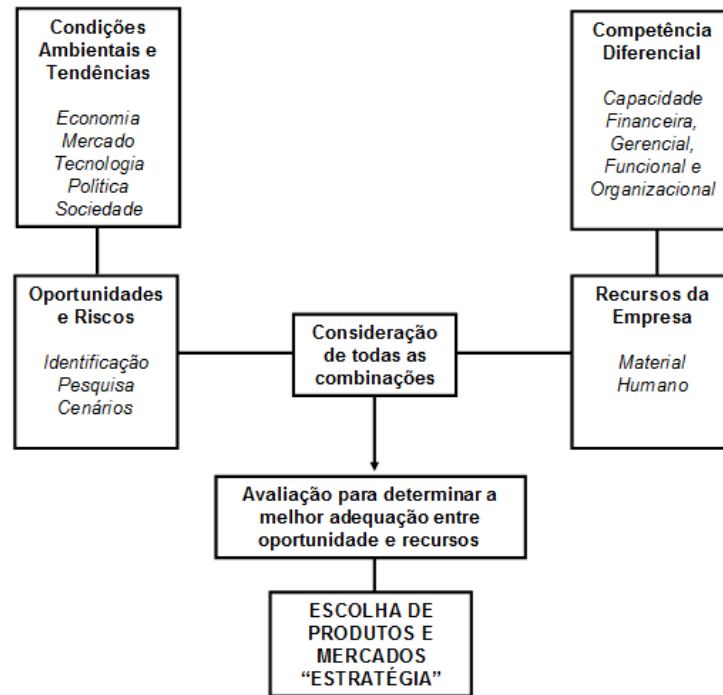 Condições
Ambientais e
Tendências
Economia
Mercado
Tecnologia
Política
Sociedade
Competência
Diferencial
Capacidade
Financeira,
Gerencial,
Funcional e
Organizacional
Oportunidades
e Riscos
Identificação
Pesquisa
Cenários
Consideração
de todas as
combinações
Recursos da
Empresa
Material
Humano
Avaliação para determinar a
melhor adequação entre
oportunidade e recursos
ESCOLHA DE
PRODUTOS E
MERCADOS
“ESTRATÉGIA”